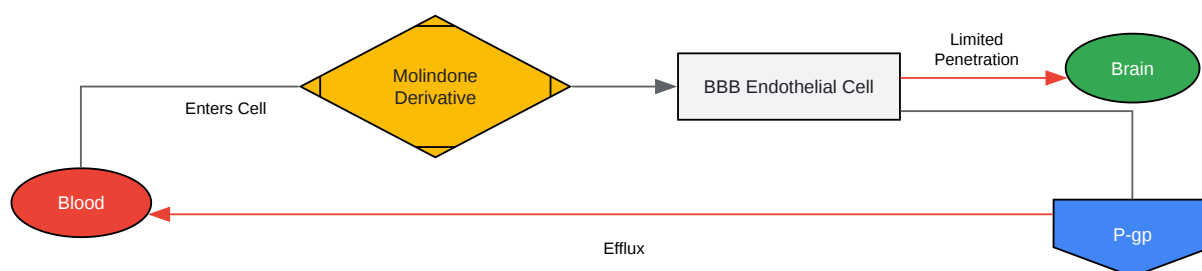 Limited
Penetration
Molindone
Derivative
BBB Endothelial Cell
Brain
Enters Cell
Blood
P-gp
Efflux